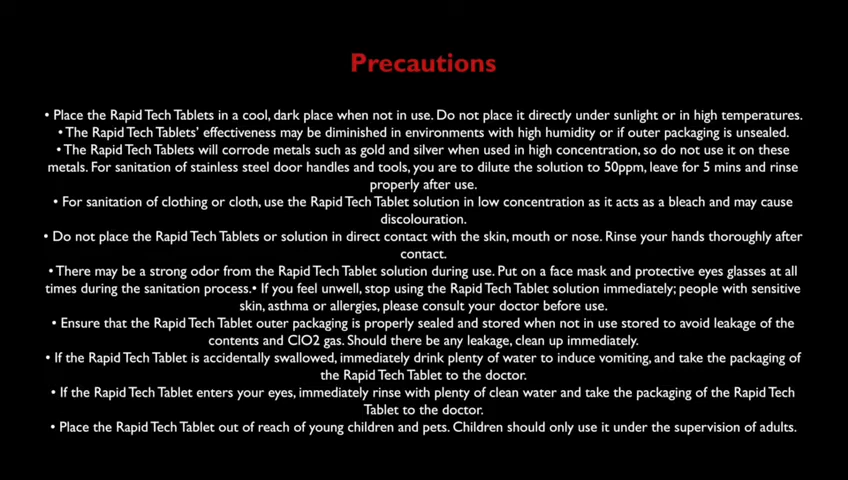 Precautions
• Place the Rapid Tech Tablets in a cool, dark place when not in use. Do not place it directly under sunlight or in high temperatures.
• The Rapid Tech Tablets' effectiveness may be diminished in environments with high humidity or if outer packaging is unsealed.
• The Rapid Tech Tablets will corrode metals such as gold and silver when used in high concentration, so do not use it on these
metals. For sanitation of stainless steel door handles and tools, you are to dilute the solution to 50ppm, leave for 5 mins and rinse
properly after use.
• For sanitation of clothing or cloth, use the Rapid Tech Tablet solution in low concentration as it acts as a bleach and may cause
discolouration.
• Do not place the Rapid Tech Tablets or solution in direct contact with the skin, mouth or nose. Rinse your hands thoroughly after
contact.
• There may be a strong odor from the Rapid Tech Tablet solution during use. Put on a face mask and protective eyes glasses at all
times during the sanitation process.• If you feel unwell, stop using the Rapid Tech Tablet solution immediately; people with sensitive
skin, asthma or allergies, please consult your doctor before use.
• Ensure that the Rapid Tech Tablet outer packaging is properly sealed and stored when not in use stored to avoid leakage of the
contents and ClO2 gas. Should there be any leakage, clean up immediately.
• If the Rapid Tech Tablet is accidentally swallowed, immediately drink plenty of water to induce vomiting, and take the packaging of
the Rapid Tech Tablet to the doctor.
• If the Rapid Tech Tablet enters your eyes, immediately rinse with plenty of clean water and take the packaging of the Rapid Tech
Tablet to the doctor.
• Place the Rapid Tech Tablet out of reach of young children and pets. Children should only use it under the supervision of adults.